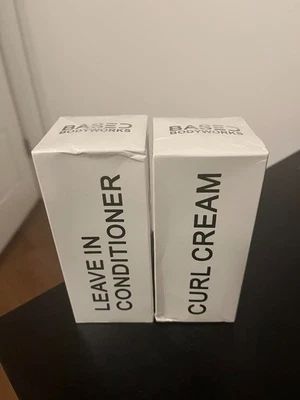 BASED
BODYWORKS
LEAVE IN
CONDITIONER
BASED
BODYWORKS
CURL CREAM